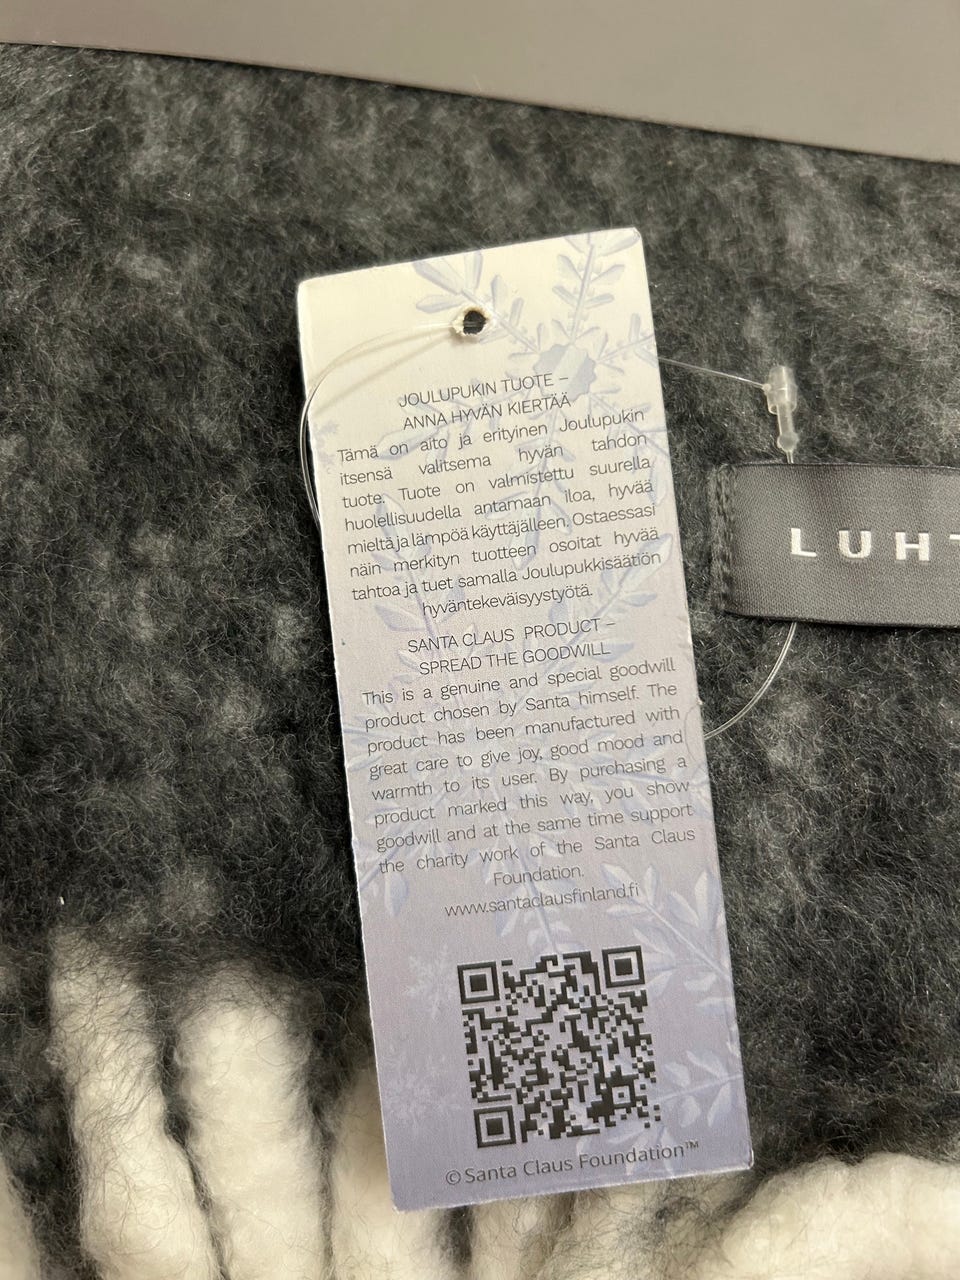 JOULUPUKIN TUOTE –
ANNA HYVÄN KIERTÄÄ
Tämä on aito ja erityinen Joulupukin
itsensä valitsema hyvän tahdon
tuote. Tuote on valmistettu suurella
huolellisuudella antamaan iloa, hyvää
mieltä ja lämpöä käyttäjälleen. Ostaessasi
näin merkityn tuotteen osoitat hyvää
tahtoa ja tuet samalla Joulupukkisäätiön
hyväntekeväisyystyötä.
SANTA CLAUS PRODUCT –
SPREAD THE GOODWILL
This is a genuine and special goodwill
product chosen by Santa himself. The
product has been manufactured with
great care to give joy, good mood and
warmth to its user. By purchasing a
product marked this way, you show
goodwill and at the same time support
the charity work of the Santa Claus
Foundation.
www.santaclausfinland.fi
© Santa Claus Foundation™
LUHT